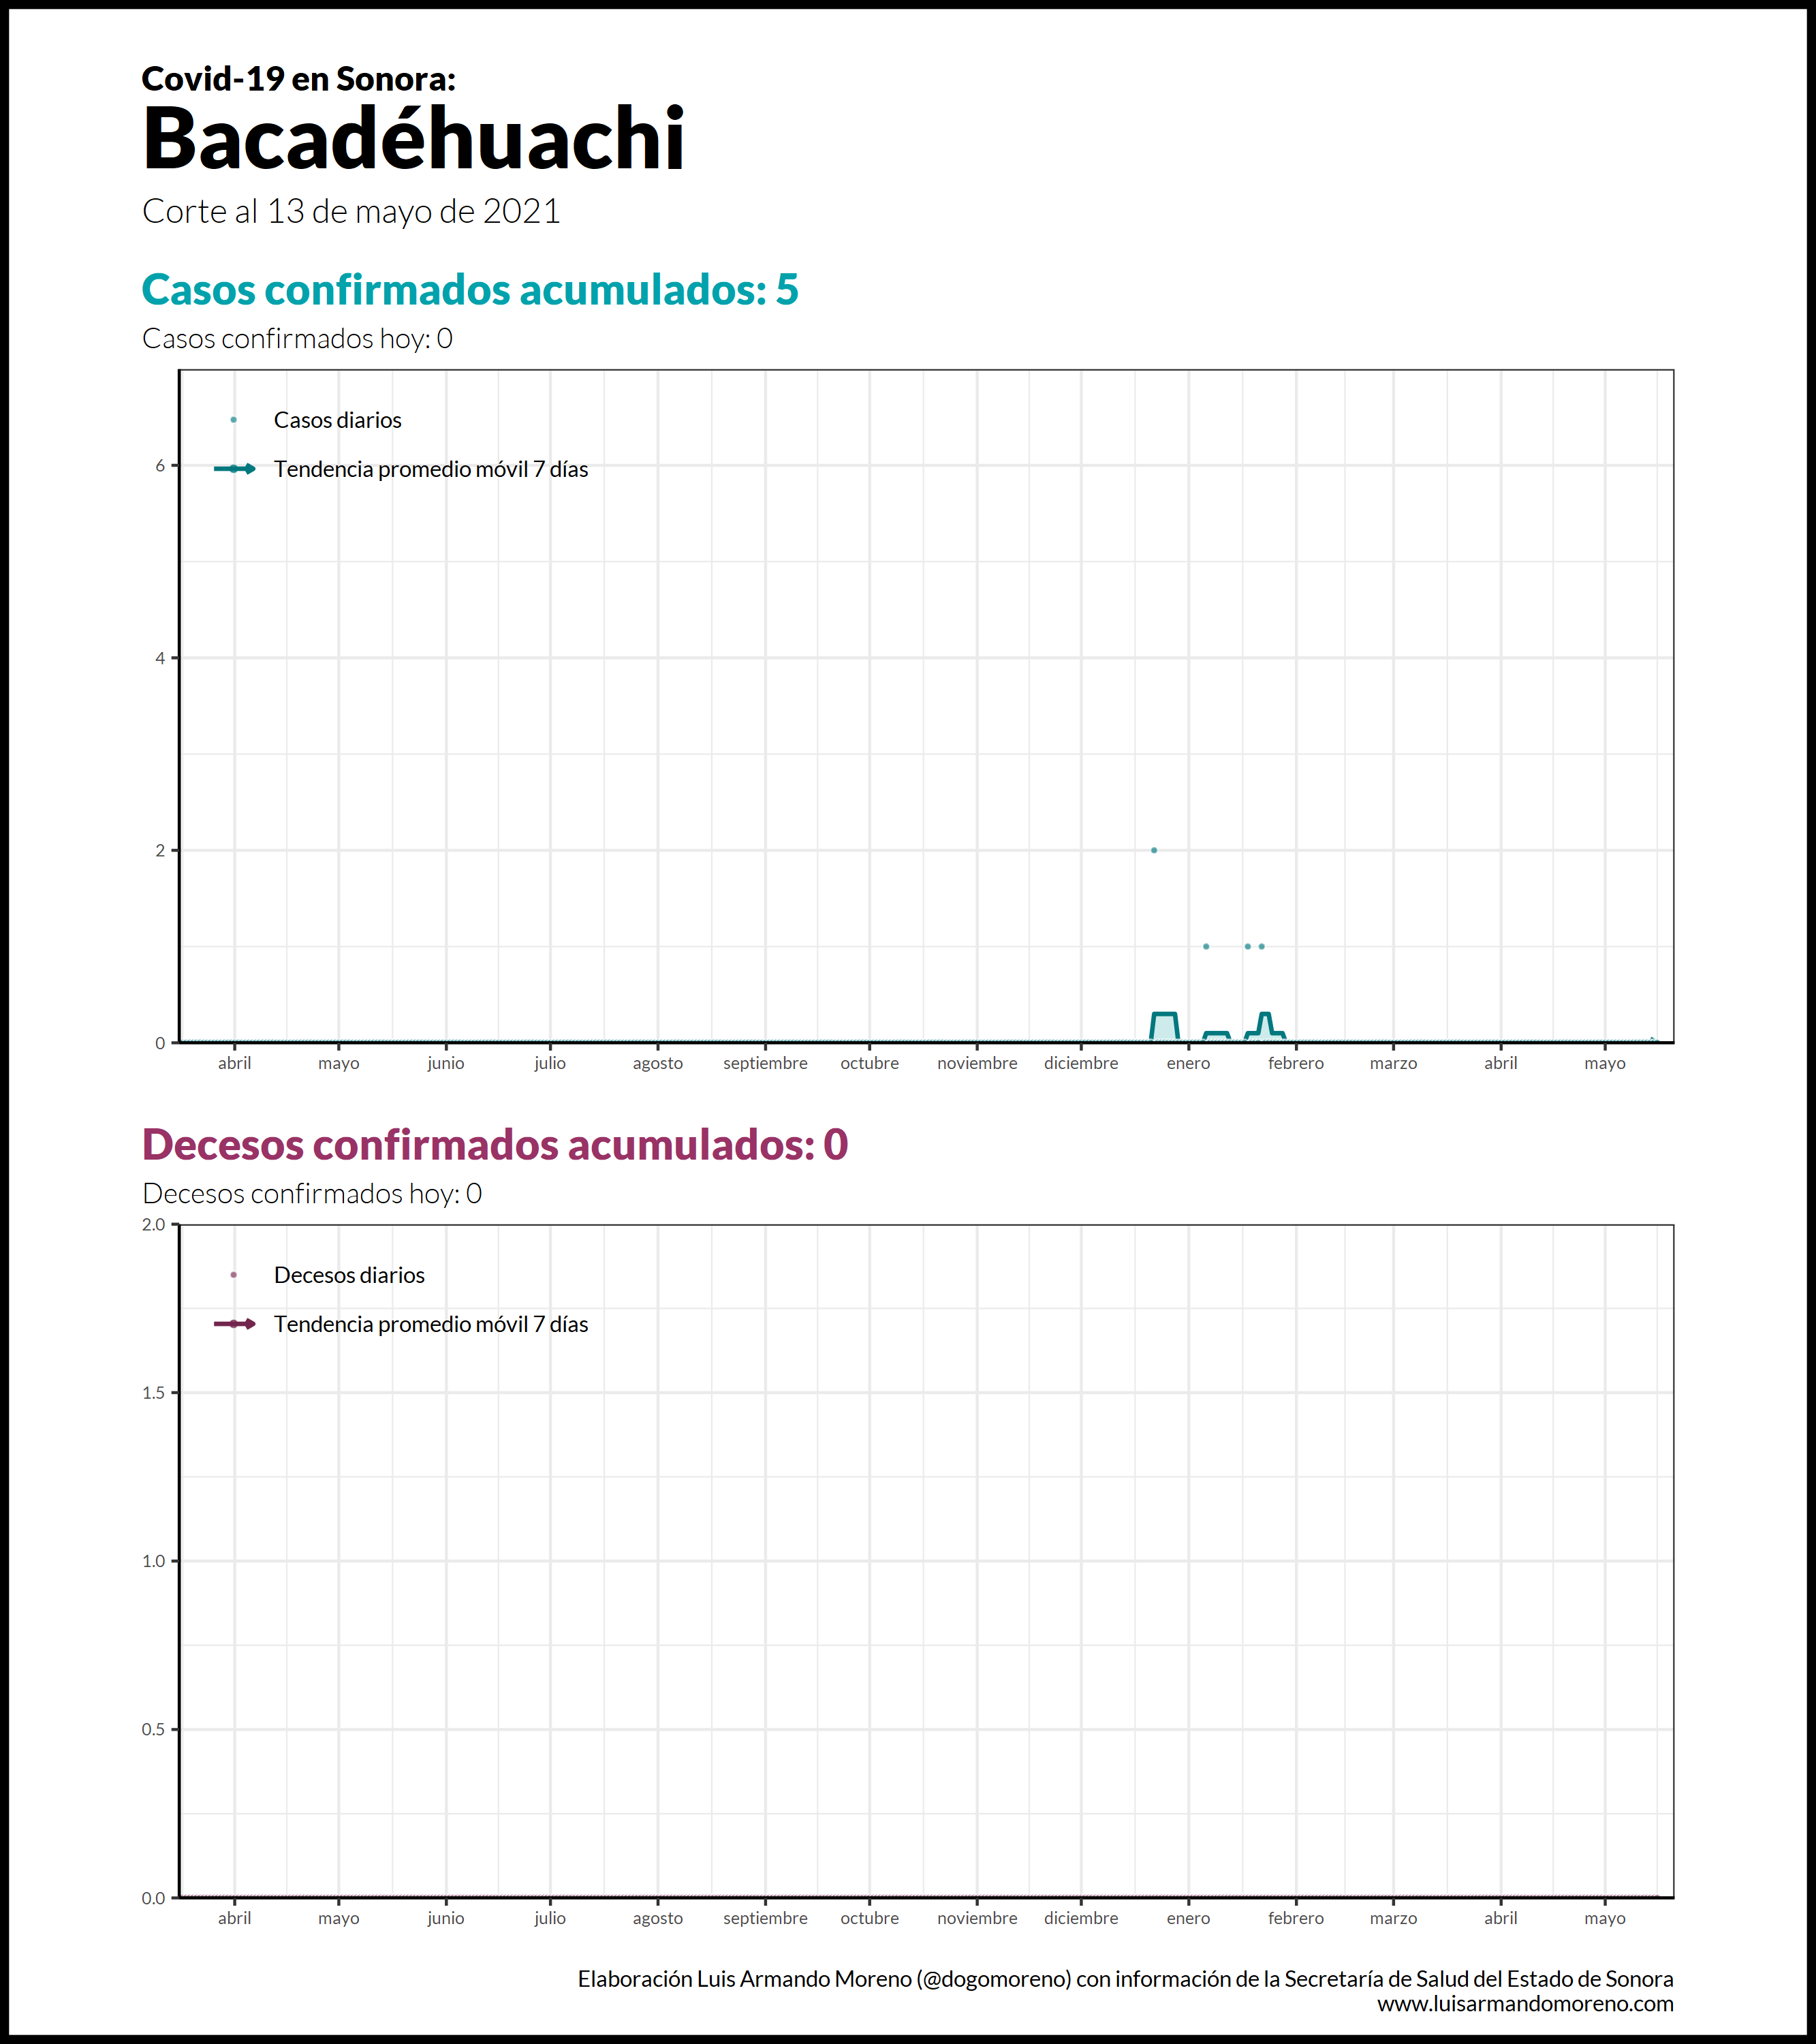 Covid-19 en Sonora:
Bacadéhuachi
Corte al 13 de mayo de 2021
Casos confirmados acumulados: 5
Casos confirmados hoy: 0
Casos diarios
Tendencia promedio móvil 7 días
6
4
2
0
abril mayo junio julio agosto septiembre octubre noviembre diciembre enero febrero marzo abril mayo
Decesos confirmados acumulados: 0
Decesos confirmados hoy: 0
2.0
Decesos diarios
Tendencia promedio móvil 7 días
1.5
1.0
0.5
0.0
abril mayo junio julio agosto septiembre octubre noviembre diciembre enero febrero marzo abril mayo
Elaboración Luis Armando Moreno (@dogomoreno) con información de la Secretaría de Salud del Estado de Sonora
www.luisarmandomoreno.com